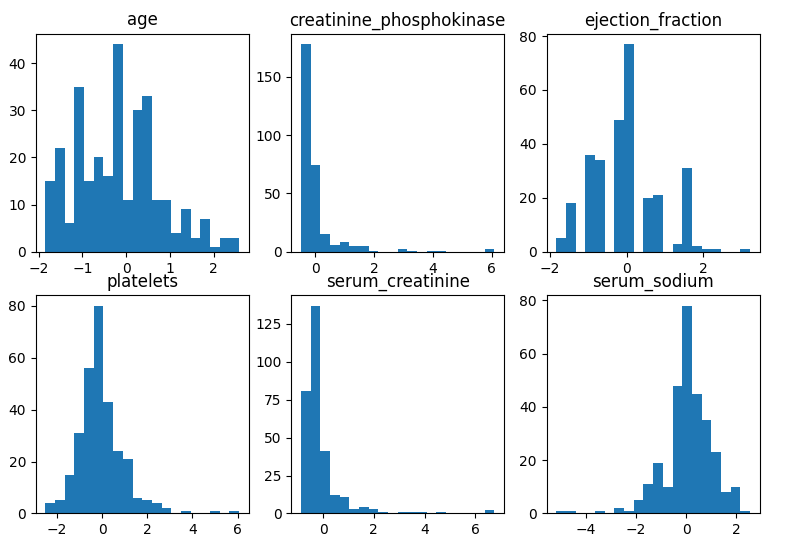 age
creatinine_phosphokinase
ejection_fraction
40
30
20
10
0
−2 −1 0 1 2
150
100
50
0
0 2 4 6
80
60
40
20
0
−2 0 2
platelets
serum_creatinine
serum_sodium
80
60
40
20
0
−2 0 2 4 6
125
100
75
50
25
0
0 2 4 6
80
60
40
20
0
−4 −2 0 2